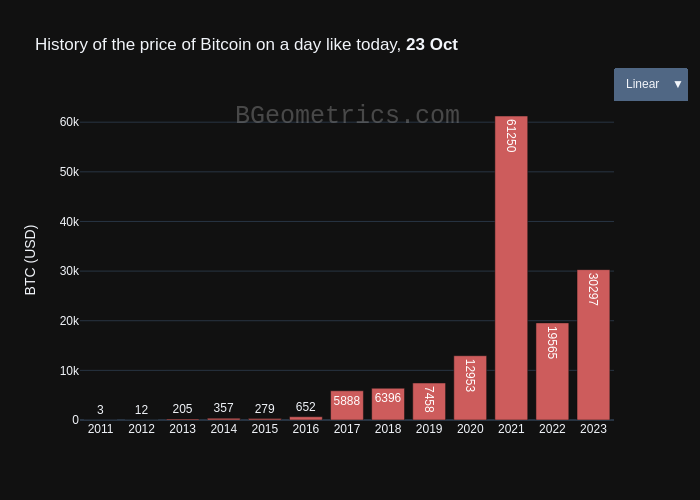 History of the price of Bitcoin on a day like today, 23 Oct
Linear ▼
BGeometrics.com
BTC (USD)
60k
50k
40k
30k
20k
10k
0
3
12
205
357
279
652
5888
6396
7458
12953
61250
19565
30297
2011 2012 2013 2014 2015 2016 2017 2018 2019 2020 2021 2022 2023